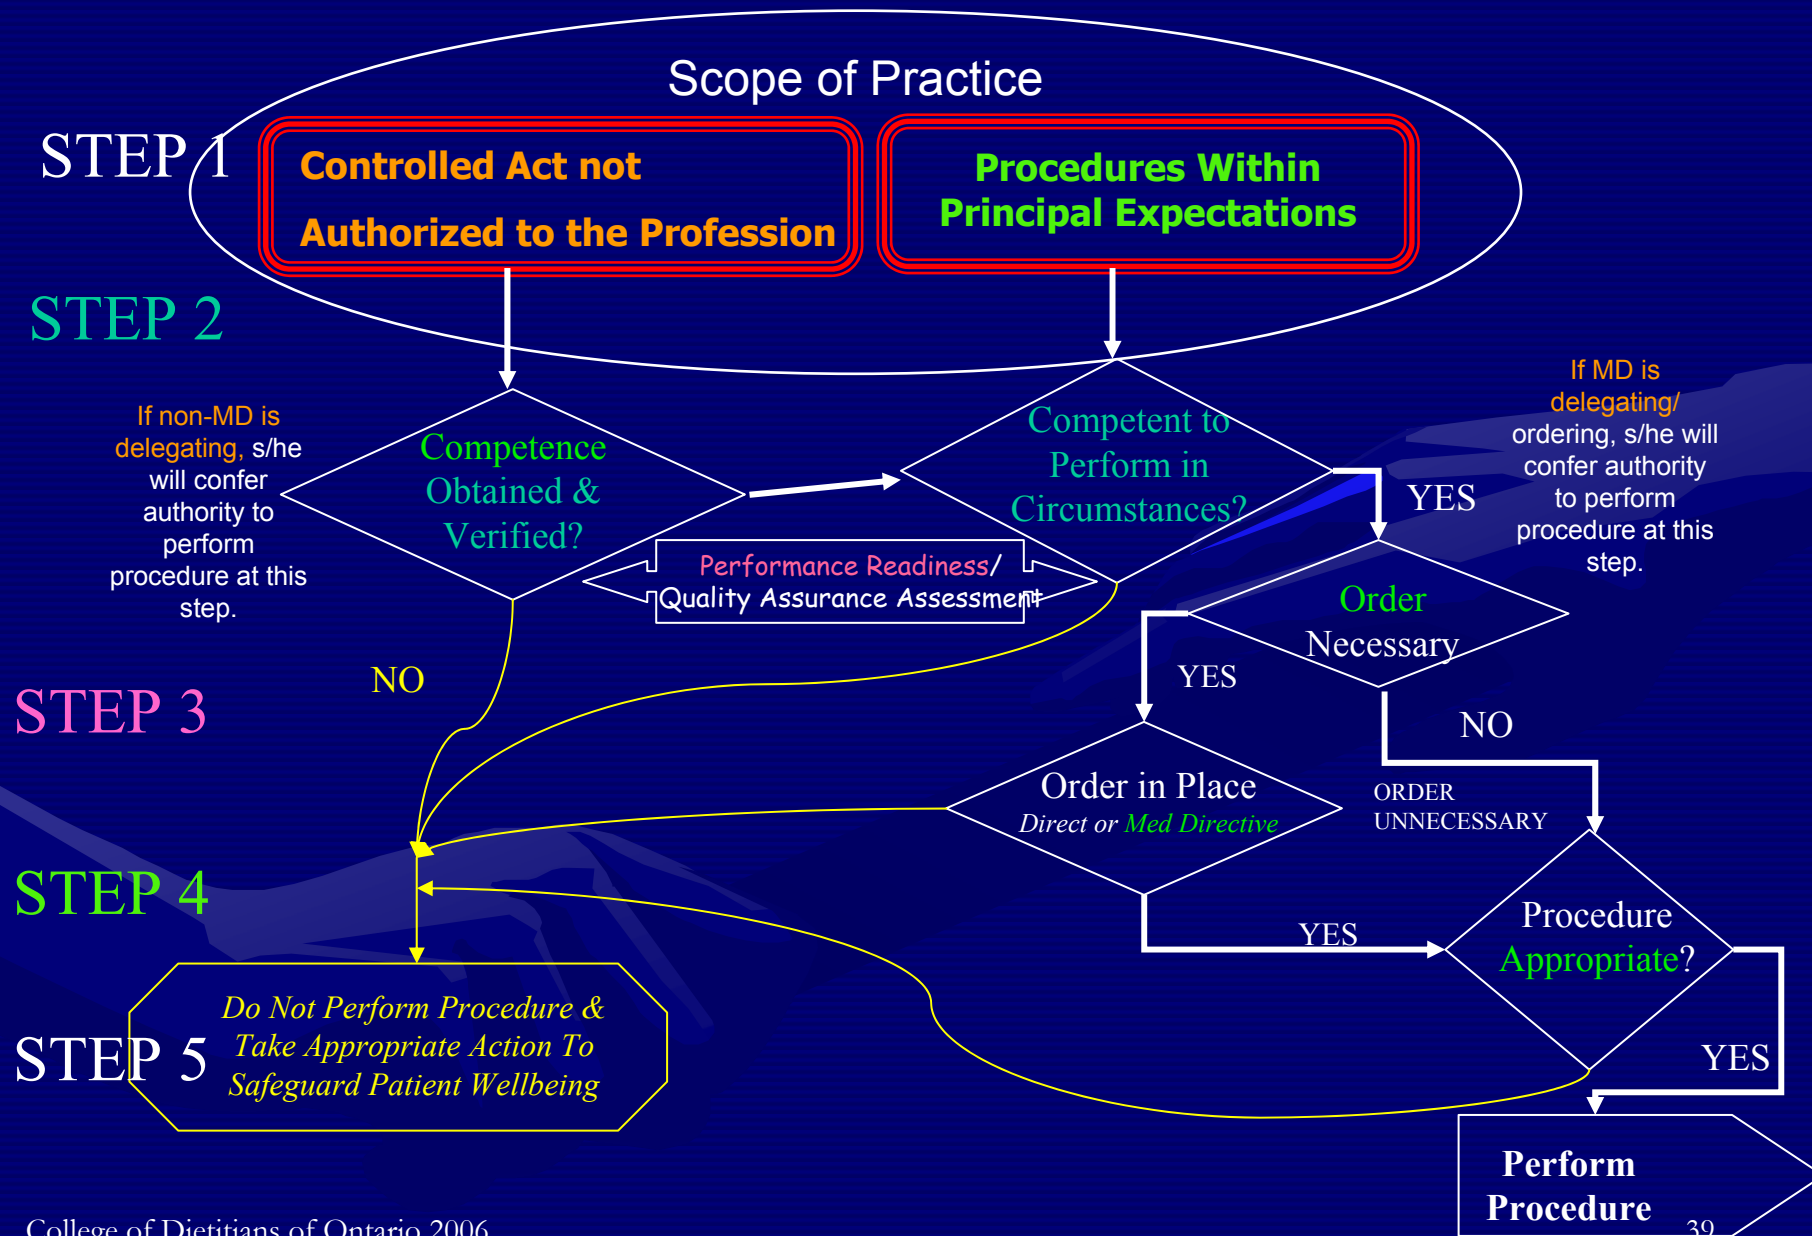 Scope of Practice
STEP 1
Controlled Act not
Authorized to the Profession
Procedures Within
Principal Expectations
STEP 2
If non-MD is
delegating, s/he
will confer
authority to
perform
procedure at this
step.
Competence
Obtained &
Verified?
Competent to
Perform in
Circumstances?
YES
If MD is
delegating/
ordering, s/he will
confer authority
to perform
procedure at this
step.
Performance Readiness/
Quality Assurance Assessment
Order
Necessary
NO
YES
STEP 3
NO
Order in Place
Direct or Med Directive
ORDER
UNNECESSARY
STEP 4
YES
Procedure
Appropriate?
STEP 5
Do Not Perform Procedure &
Take Appropriate Action To
Safeguard Patient Wellbeing
YES
Perform
Procedure
College of Dietitians of Ontario 2006
39